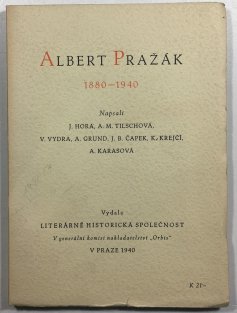 ALBERT PRAŽÁK
1880–1940
Napsali
J. HORA, A. M. TILSCHOVÁ,
V. VYDRA, A. GRUND, J. B. ČAPEK, K. KREJČÍ,
A. KARASOVÁ
Vydala
LITERÁRNĚ HISTORICKÁ SPOLEČNOST
V generální komisi nakladatelství „Orbis“
V PRAZE 1940
K 21·–